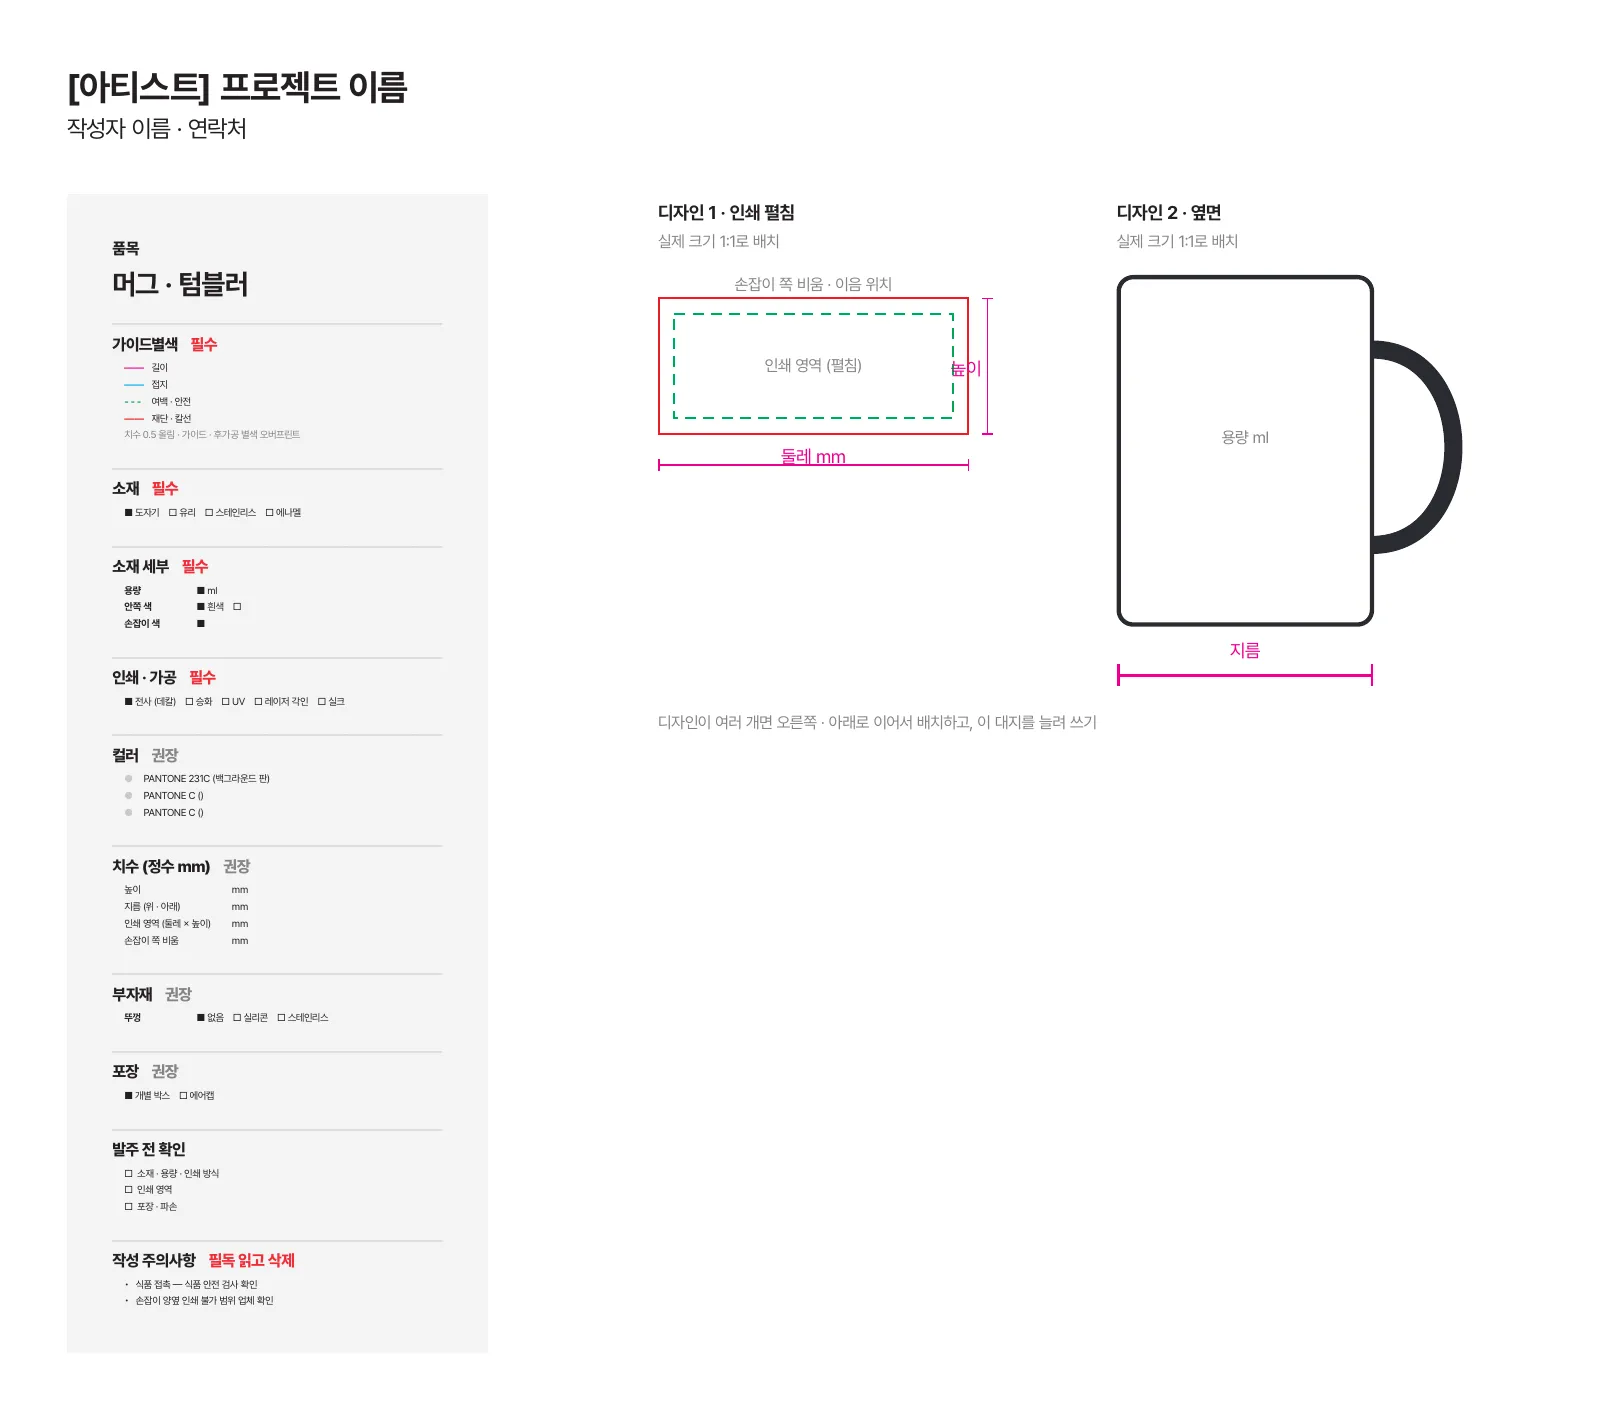 [아티스트] 프로젝트 이름
작성자 이름 · 연락처
품목
머그 · 텀블러
가이드별색 필수
길이
접지
여백 · 안전
재단 · 칼선
치수 0.5 올림 · 가이드 · 후가공 별색 오버프린트
소재 필수
■ 도자기 □ 유리 □ 스테인리스 □ 에나멜
소재 세부 필수
용량 ■ ml
안쪽 색 ■ 흰색 □
손잡이 색 ■
인쇄 · 가공 필수
■ 전사 (데칼) □ 승화 □ UV □ 레이저 각인 □ 실크
컬러 권장
PANTONE 231C (백그라운드 판)
PANTONE C ()
PANTONE C ()
치수 (정수 mm) 권장
높이 mm
지름 (위 · 아래) mm
인쇄 영역 (둘레 × 높이) mm
손잡이 쪽 비움 mm
부자재 권장
뚜껑 ■ 없음 □ 실리콘 □ 스테인리스
포장 권장
■ 개별 박스 □ 에어캡
발주 전 확인
□ 소재 · 용량 · 인쇄 방식
□ 인쇄 영역
□ 포장 · 파손
작성 주의사항 필독 읽고 삭제
• 식품 접촉 — 식품 안전 검사 확인
• 손잡이 양옆 인쇄 불가 범위 업체 확인
디자인 1 · 인쇄 펼침
실제 크기 1:1로 배치
손잡이 쪽 비움 · 이음 위치
인쇄 영역 (펼침)
높이
둘레 mm
디자인 2 · 옆면
실제 크기 1:1로 배치
용량 ml
지름
디자인이 여러 개면 오른쪽 · 아래로 이어서 배치하고, 이 대지를 늘려 쓰기